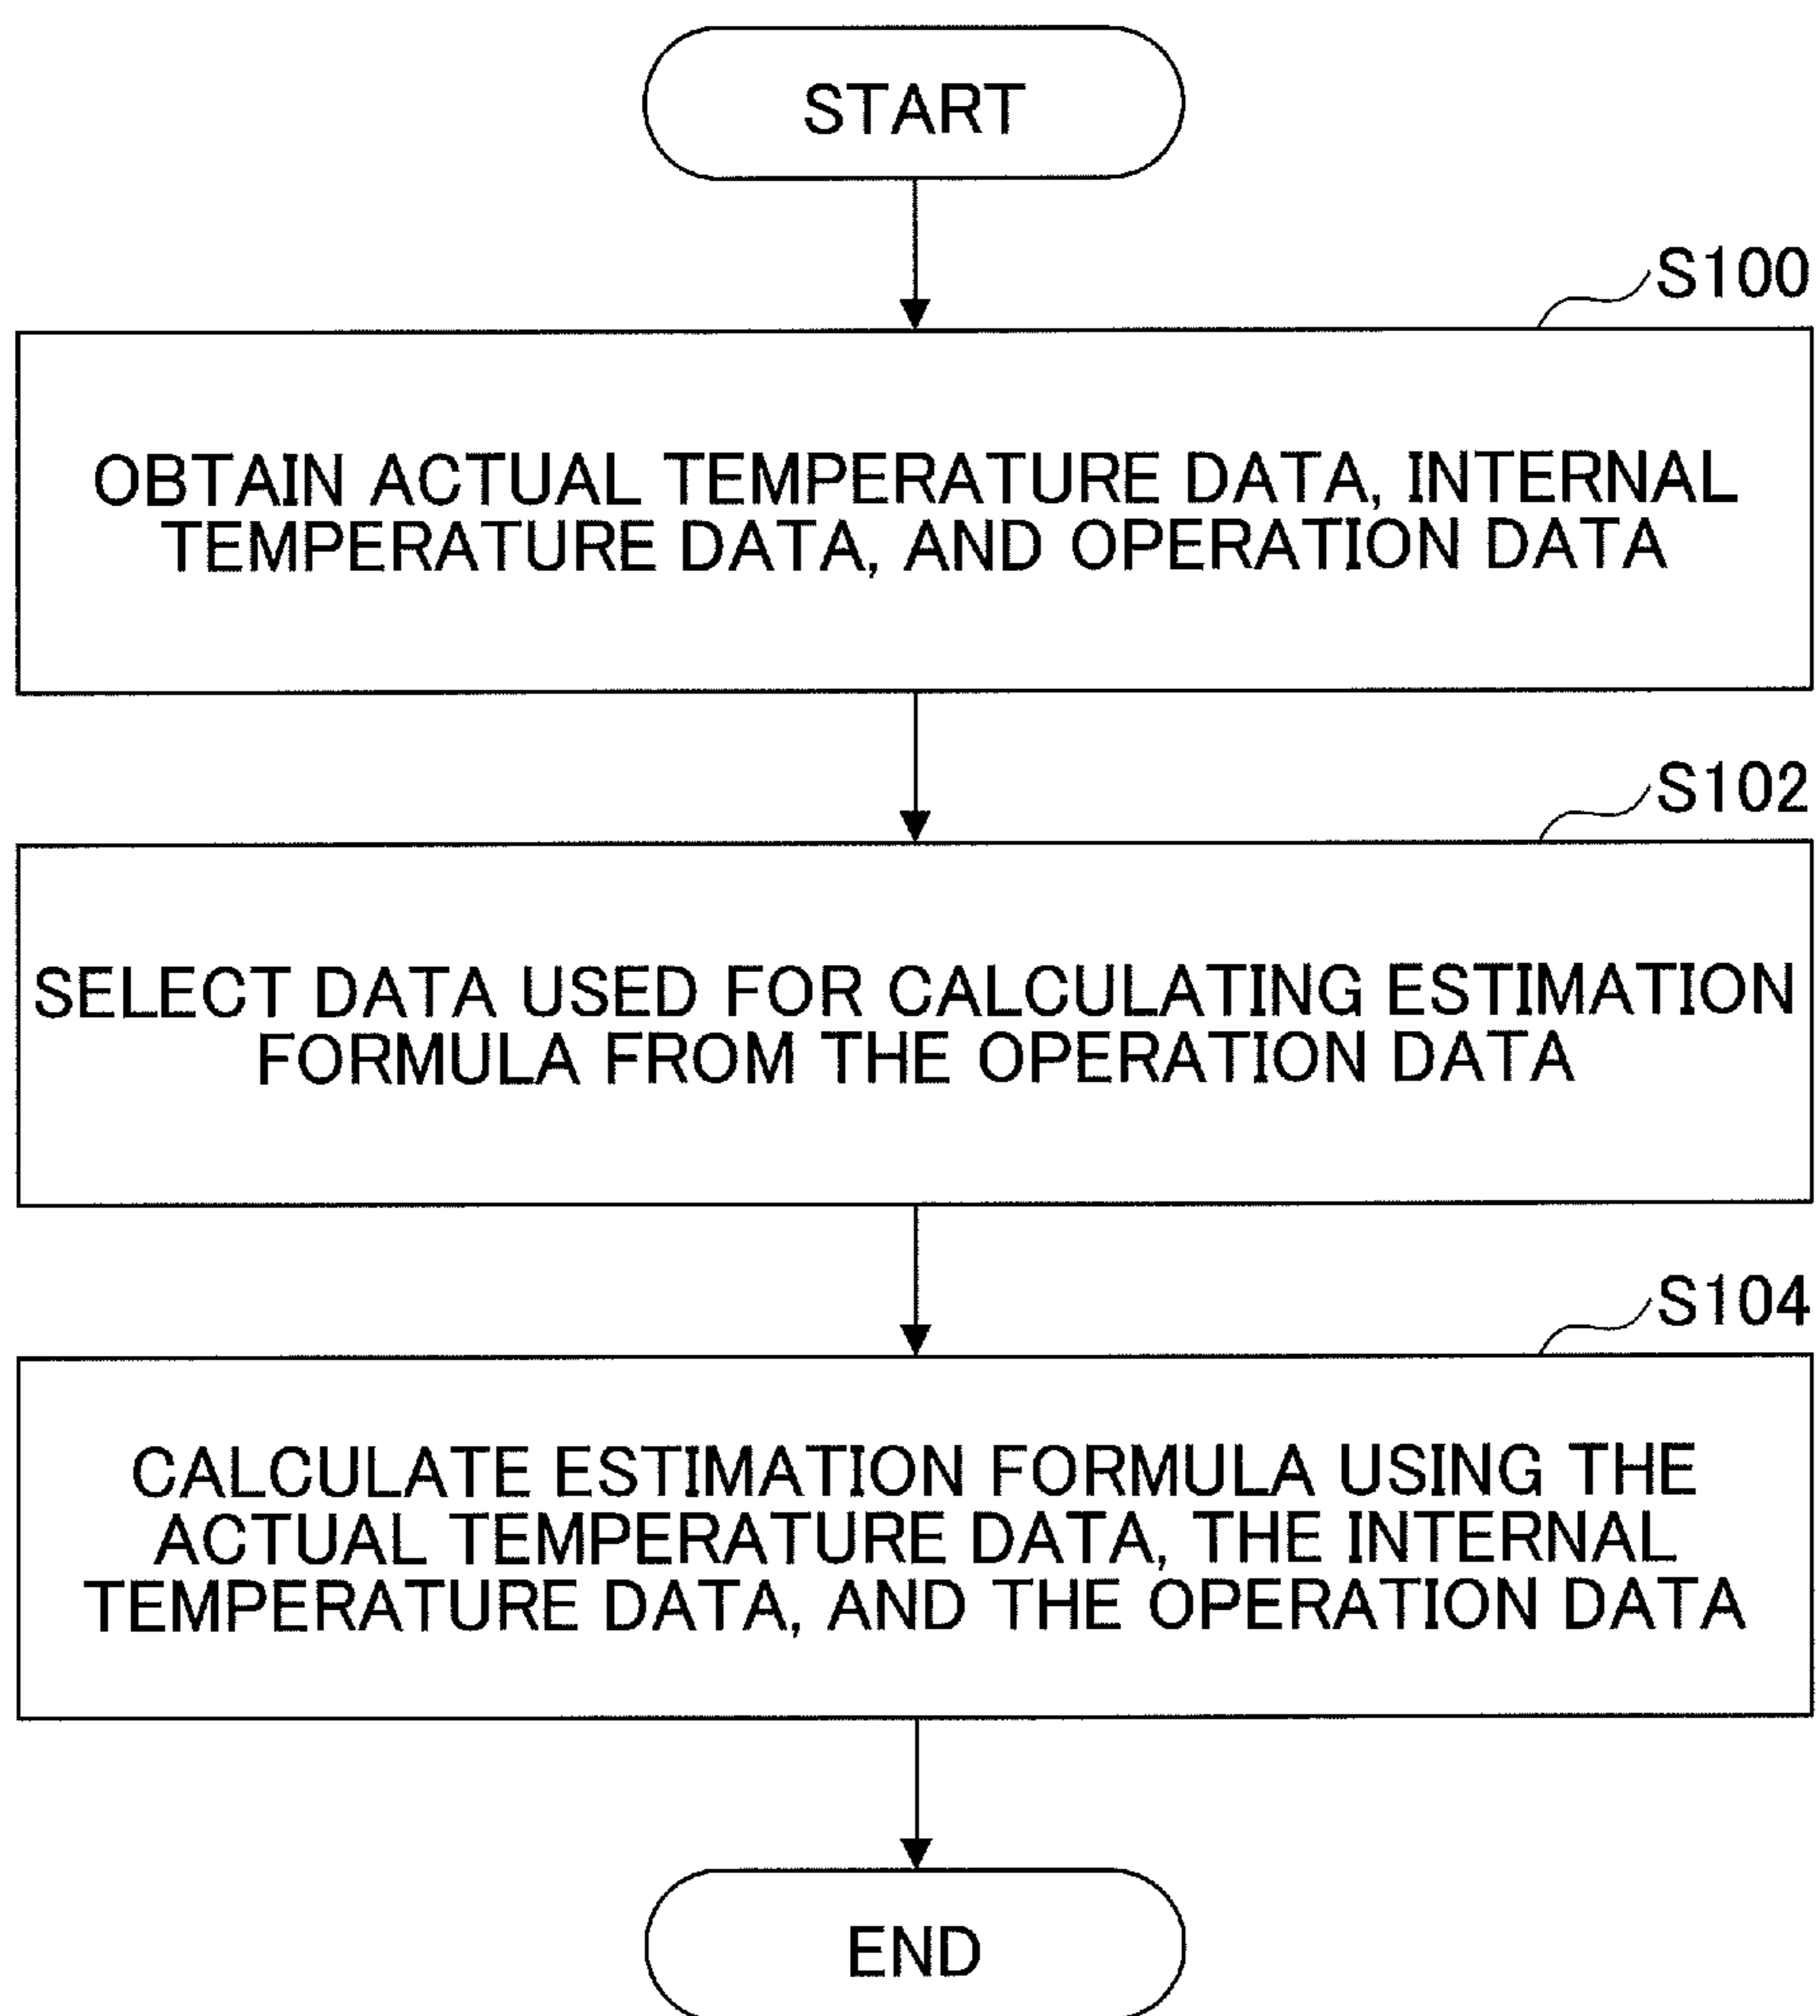 START
S100
OBTAIN ACTUAL TEMPERATURE DATA, INTERNAL
TEMPERATURE DATA, AND OPERATION DATA
S102
SELECT DATA USED FOR CALCULATING ESTIMATION
FORMULA FROM THE OPERATION DATA
S104
CALCULATE ESTIMATION FORMULA USING THE
ACTUAL TEMPERATURE DATA, THE INTERNAL
TEMPERATURE DATA, AND THE OPERATION DATA
END